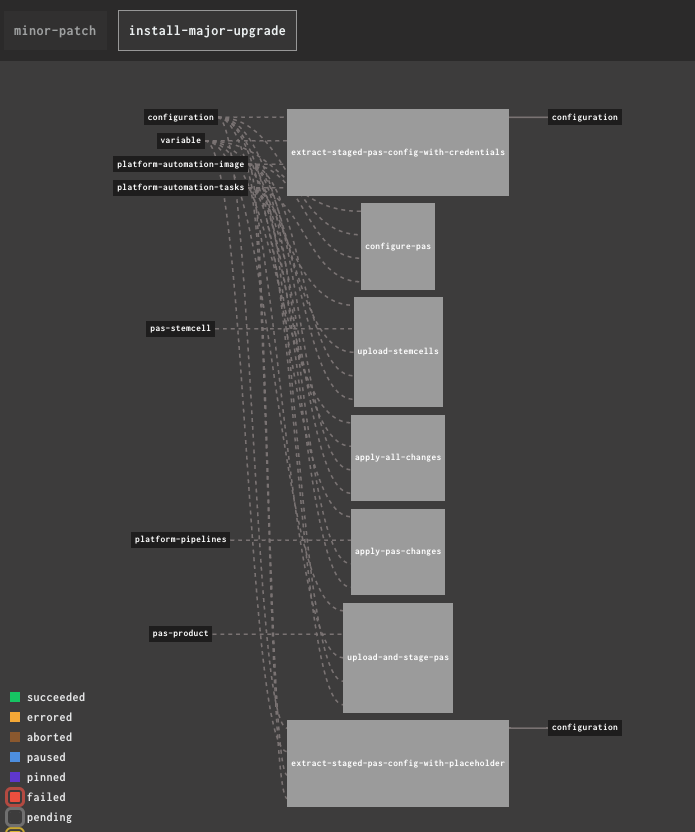 minor-patch
install-major-upgrade
configuration
variable
platform-automation-image
platform-automation-tasks
extract-staged-pas-config-with-credentials
configuration
configure-pas
pas-stemcell
upload-stemcells
apply-all-changes
platform-pipelines
apply-pas-changes
pas-product
upload-and-stage-pas
extract-staged-pas-config-with-placeholder
configuration
succeeded
errored
aborted
paused
pinned
failed
pending